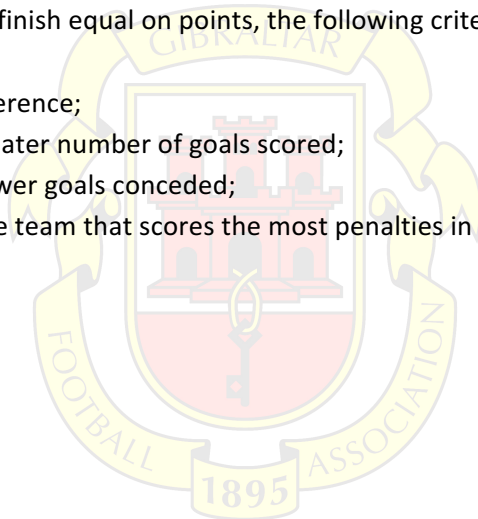 finish equal on points, the following crite
erence;
ater number of goals scored;
wer goals conceded;
e team that scores the most penalties in
GIBRALTAR
FOOTBALL
ASSOCIATION
1895